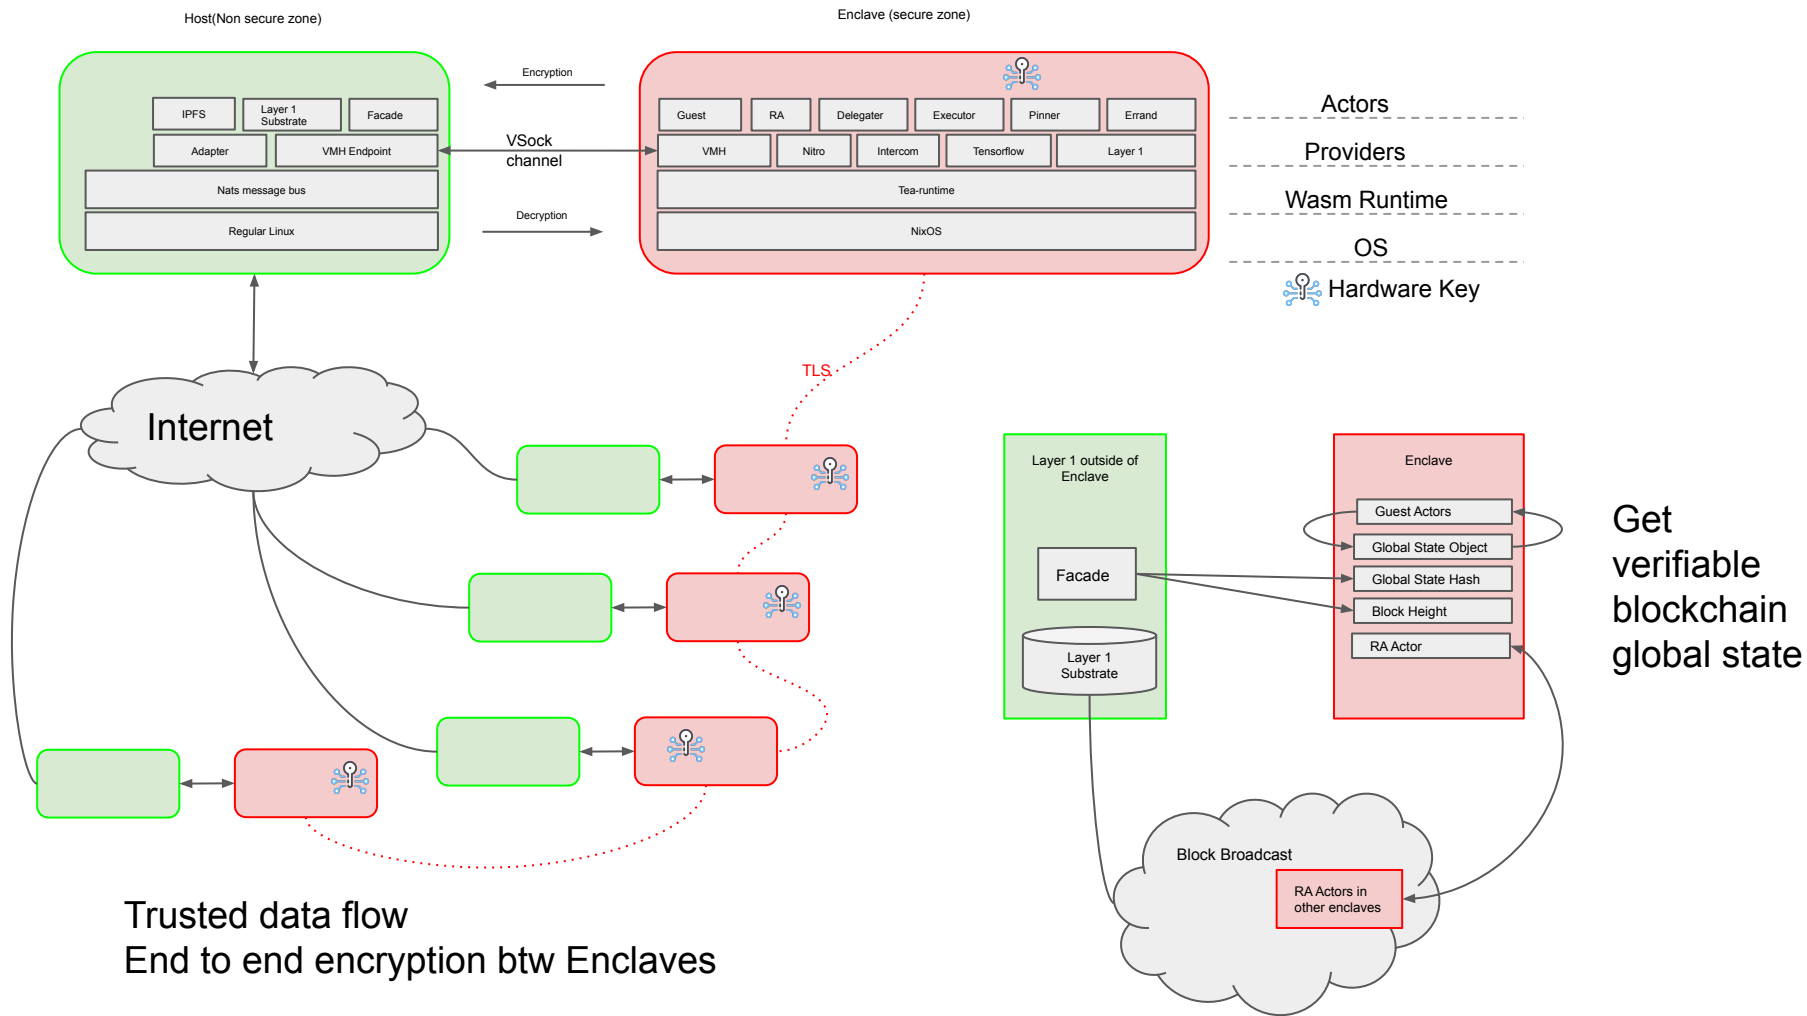 Host(Non secure zone)
Enclave (secure zone)
Encryption
IPFS
Layer 1
Substrate
Facade
Guest
RA
Delegater
Executor
Pinner
Errand
Actors
Adapter
VMH Endpoint
VSock
channel
VMH
Nitro
Intercom
Tensorflow
Layer 1
Providers
Nats message bus
Tea-runtime
Wasm Runtime
Decryption
Regular Linux
NixOS
OS
Hardware Key
TLS
Internet
Layer 1 outside of
Enclave
Enclave
Guest Actors
Global State Object
Facade
Global State Hash
Block Height
RA Actor
Layer 1
Substrate
Get
verifiable
blockchain
global state
Block Broadcast
RA Actors in
other enclaves
Trusted data flow
End to end encryption btw Enclaves